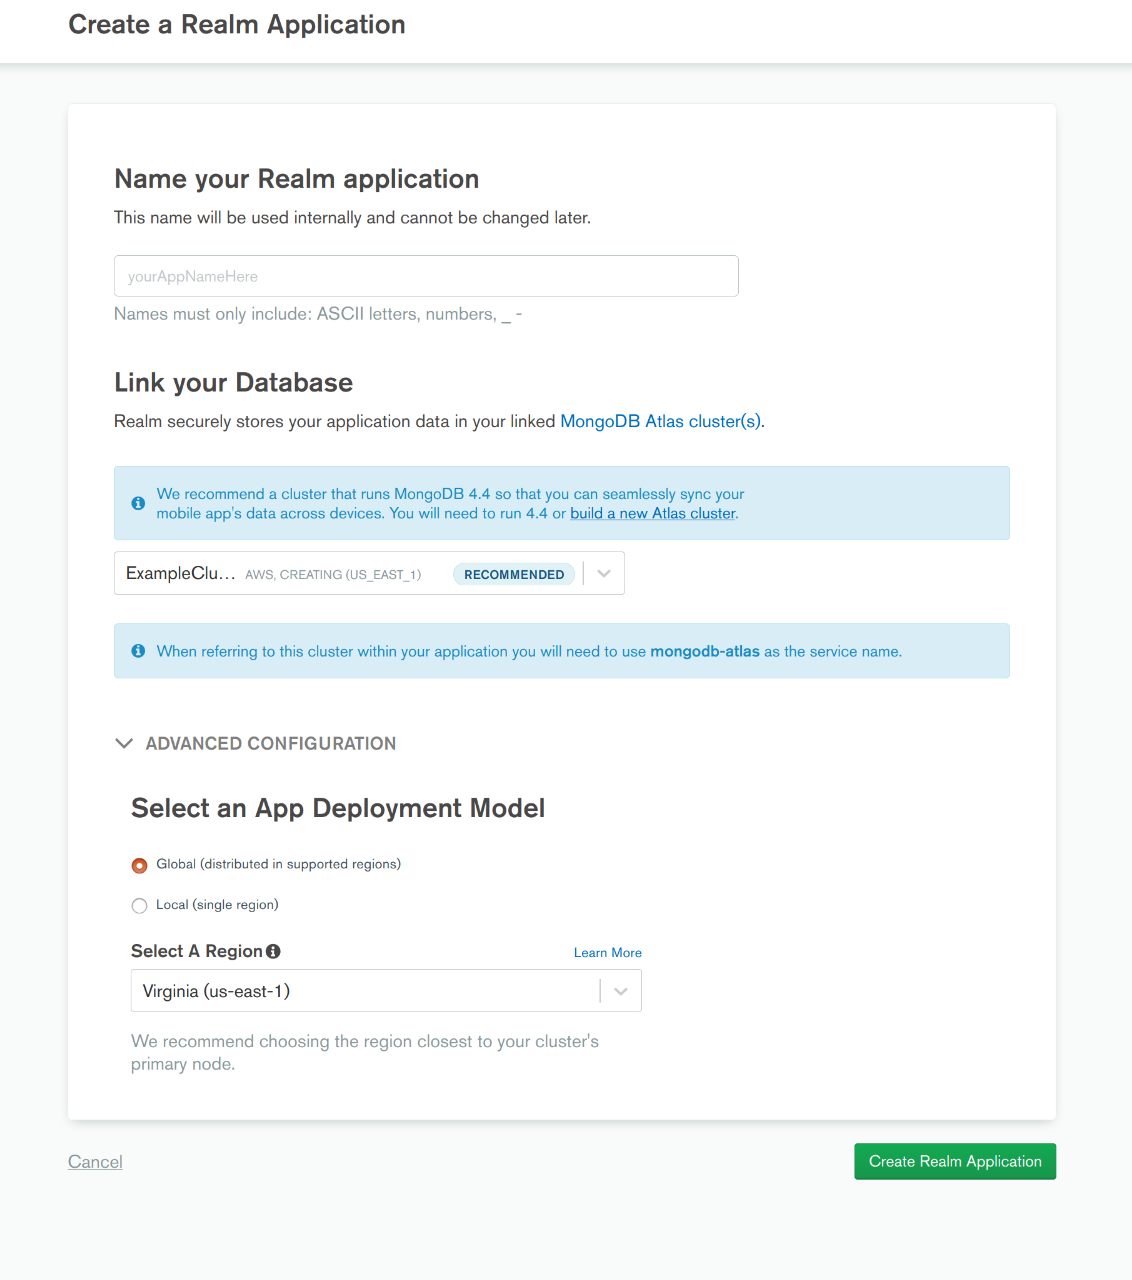 Create a Realm Application
Name your Realm application
This name will be used internally and cannot be changed later.
yourAppNameHere
Names must only include: ASCII letters, numbers, _ -
Link your Database
Realm securely stores your application data in your linked MongoDB Atlas cluster(s).
We recommend a cluster that runs MongoDB 4.4 so that you can seamlessly sync your
mobile app's data across devices. You will need to run 4.4 or build a new Atlas cluster.
ExampleClu... AWS, CREATING (US_EAST_1) RECOMMENDED
When referring to this cluster within your application you will need to use mongodb-atlas as the service name.
ADVANCED CONFIGURATION
Select an App Deployment Model
Global (distributed in supported regions)
Local (single region)
Select A Region Learn More
Virginia (us-east-1)
We recommend choosing the region closest to your cluster's
primary node.
Cancel Create Realm Application